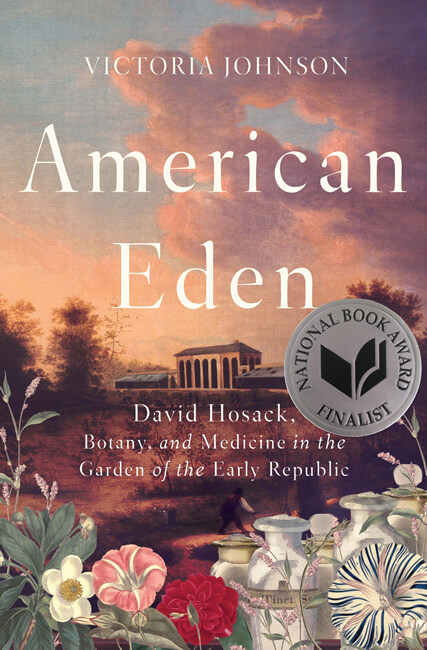 VICTORIA JOHNSON
American
Eden
NATIONAL BOOK AWARD
FINALIST
David Hosack,
Botany, and Medicine in the
Garden of the Early Republic
Tinct